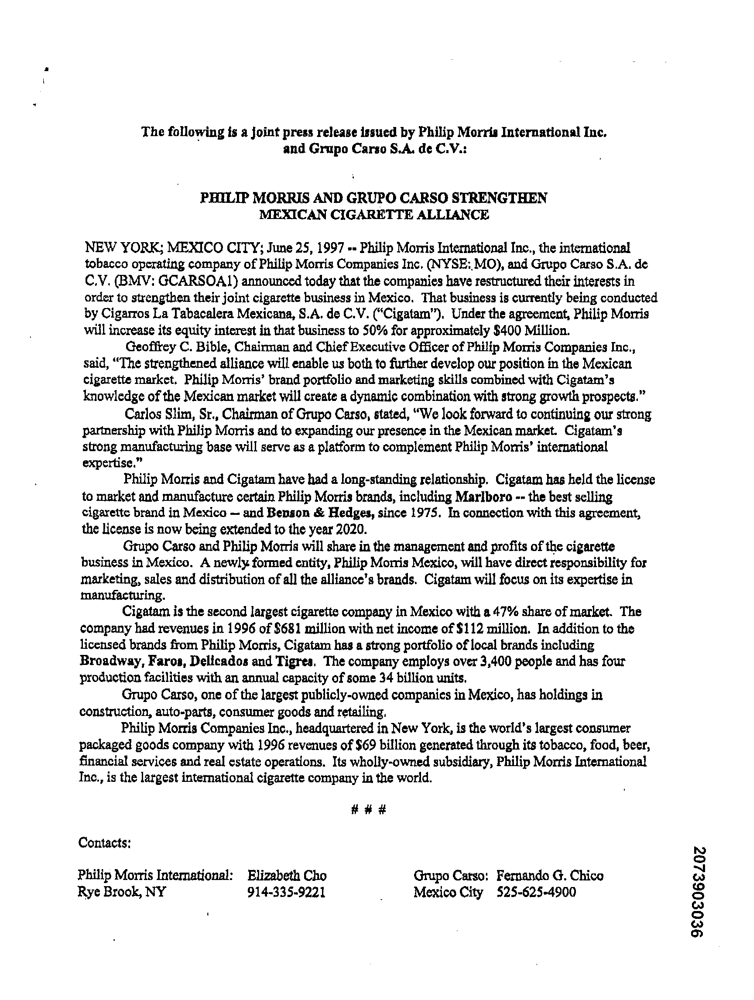 The following is a joint press release issued by Philip Morris International Inc.
and Grupo Carso S.A. de C.V.:
PHILIP MORRIS AND GRUPO CARSO STRENGTHEN
MEXICAN CIGARETTE ALLIANCE
NEW YORK; MEXICO CITY; June 25, 1997 -- Philip Morris International Inc., the international
tobacco operating company of Philip Morris Companies Inc. (NYSE: MO), and Grupo Carso S.A. de
C.V. (BMV: GCARSOA1) announced today that the companies have restructured their interests in
order to strengthen their joint cigarette business in Mexico. That business is currently being conducted
by Cigarros La Tabacalera Mexicana, S.A. de C.V. ("Cigatam"). Under the agreement, Philip Morris
will increase its equity interest in that business to 50% for approximately $400 Million.
Geoffrey C. Bible, Chairman and Chief Executive Officer of Philip Morris Companies Inc.,
said, "The strengthened alliance will enable us both to further develop our position in the Mexican
cigarette market. Philip Morris' brand portfolio and marketing skills combined with Cigatam's
knowledge of the Mexican market will create a dynamic combination with strong growth prospects."
Carlos Slim, Sr., Chairman of Grupo Carso, stated, "We look forward to continuing our strong
partnership with Philip Morris and to expanding our presence in the Mexican market. Cigatam's
strong manufacturing base will serve as a platform to complement Philip Morris' international
expertise."
Philip Morris and Cigatam have had a long-standing relationship. Cigatam has held the license
to market and manufacture certain Philip Morris brands, including Marlboro -- the best selling
cigarette brand in Mexico -- and Benson & Hedges, since 1975. In connection with this agreement,
the license is now being extended to the year 2020.
Grupo Carso and Philip Morris will share in the management and profits of the cigarette
business in Mexico. A newly formed entity, Philip Morris Mexico, will have direct responsibility for
marketing, sales and distribution of all the alliance's brands. Cigatam will focus on its expertise in
manufacturing.
Cigatam is the second largest cigarette company in Mexico with a 47% share of market. The
company had revenues in 1996 of $681 million with net income of $112 million. In addition to the
licensed brands from Philip Morris, Cigatam has a strong portfolio of local brands including
Broadway, Faros, Delicados and Tigres. The company employs over 3,400 people and has four
production facilities with an annual capacity of some 34 billion units.
Grupo Carso, one of the largest publicly-owned companies in Mexico, has holdings in
construction, auto-parts, consumer goods and retailing.
Philip Morris Companies Inc., headquartered in New York, is the world's largest consumer
packaged goods company with 1996 revenues of $69 billion generated through its tobacco, food, beer,
financial services and real estate operations. Its wholly-owned subsidiary, Philip Morris International
Inc., is the largest international cigarette company in the world.
# # #
Contacts:
Philip Morris International: Elizabeth Cho Grupo Carso: Fernando G. Chico
Rye Brook, NY 914-335-9221 Mexico City 525-625-4900
2073903036